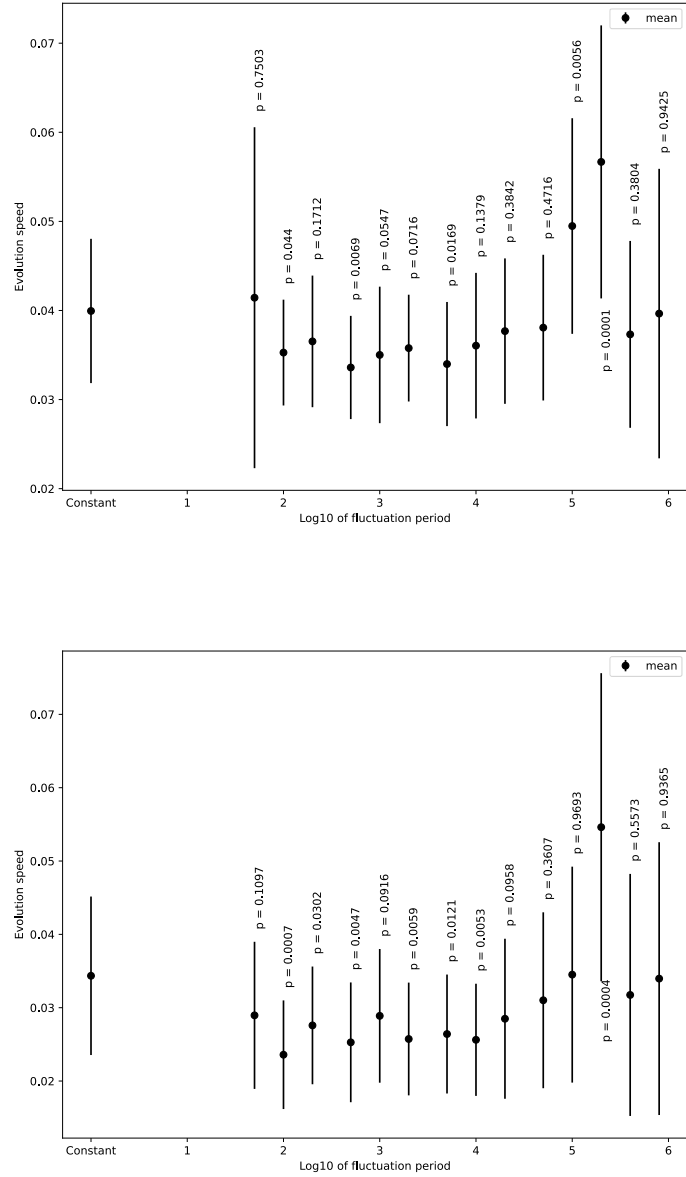 mean
0.07
0.06
0.05
0.04
0.03
0.02
Evolution speed
p = 0.7503
p = 0.044
p = 0.1712
p = 0.0069
p = 0.0547
p = 0.0716
p = 0.0169
p = 0.1379
p = 0.3842
p = 0.4716
p = 0.0056
p = 0.0001
p = 0.3804
p = 0.9425
Constant 1 2 3 4 5 6
Log10 of fluctuation period
mean
0.07
0.06
0.05
0.04
0.03
0.02
Evolution speed
p = 0.1097
p = 0.0007
p = 0.0302
p = 0.0047
p = 0.0916
p = 0.0059
p = 0.0121
p = 0.0053
p = 0.0958
p = 0.3607
p = 0.9693
p = 0.0004
p = 0.5573
p = 0.9365
Constant 1 2 3 4 5 6
Log10 of fluctuation period